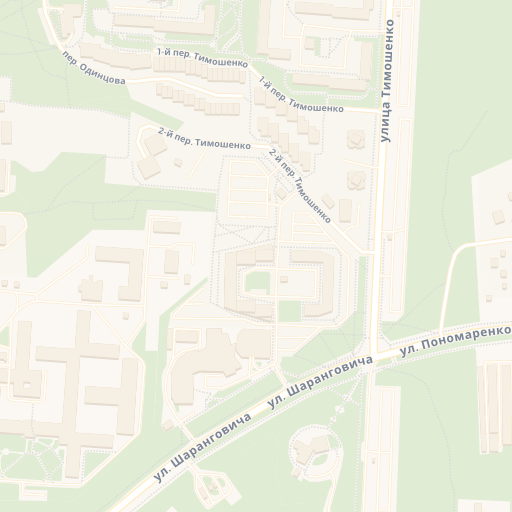 1-й пер. Тимошенко
пер. Одинцова
1-й пер. Тимошенко
улица Тимошенко
2-й пер. Тимошенко
2-й пер. Тимошенко
ул. Пономаренко
ул. Шаранговича
ул. Шаранговича